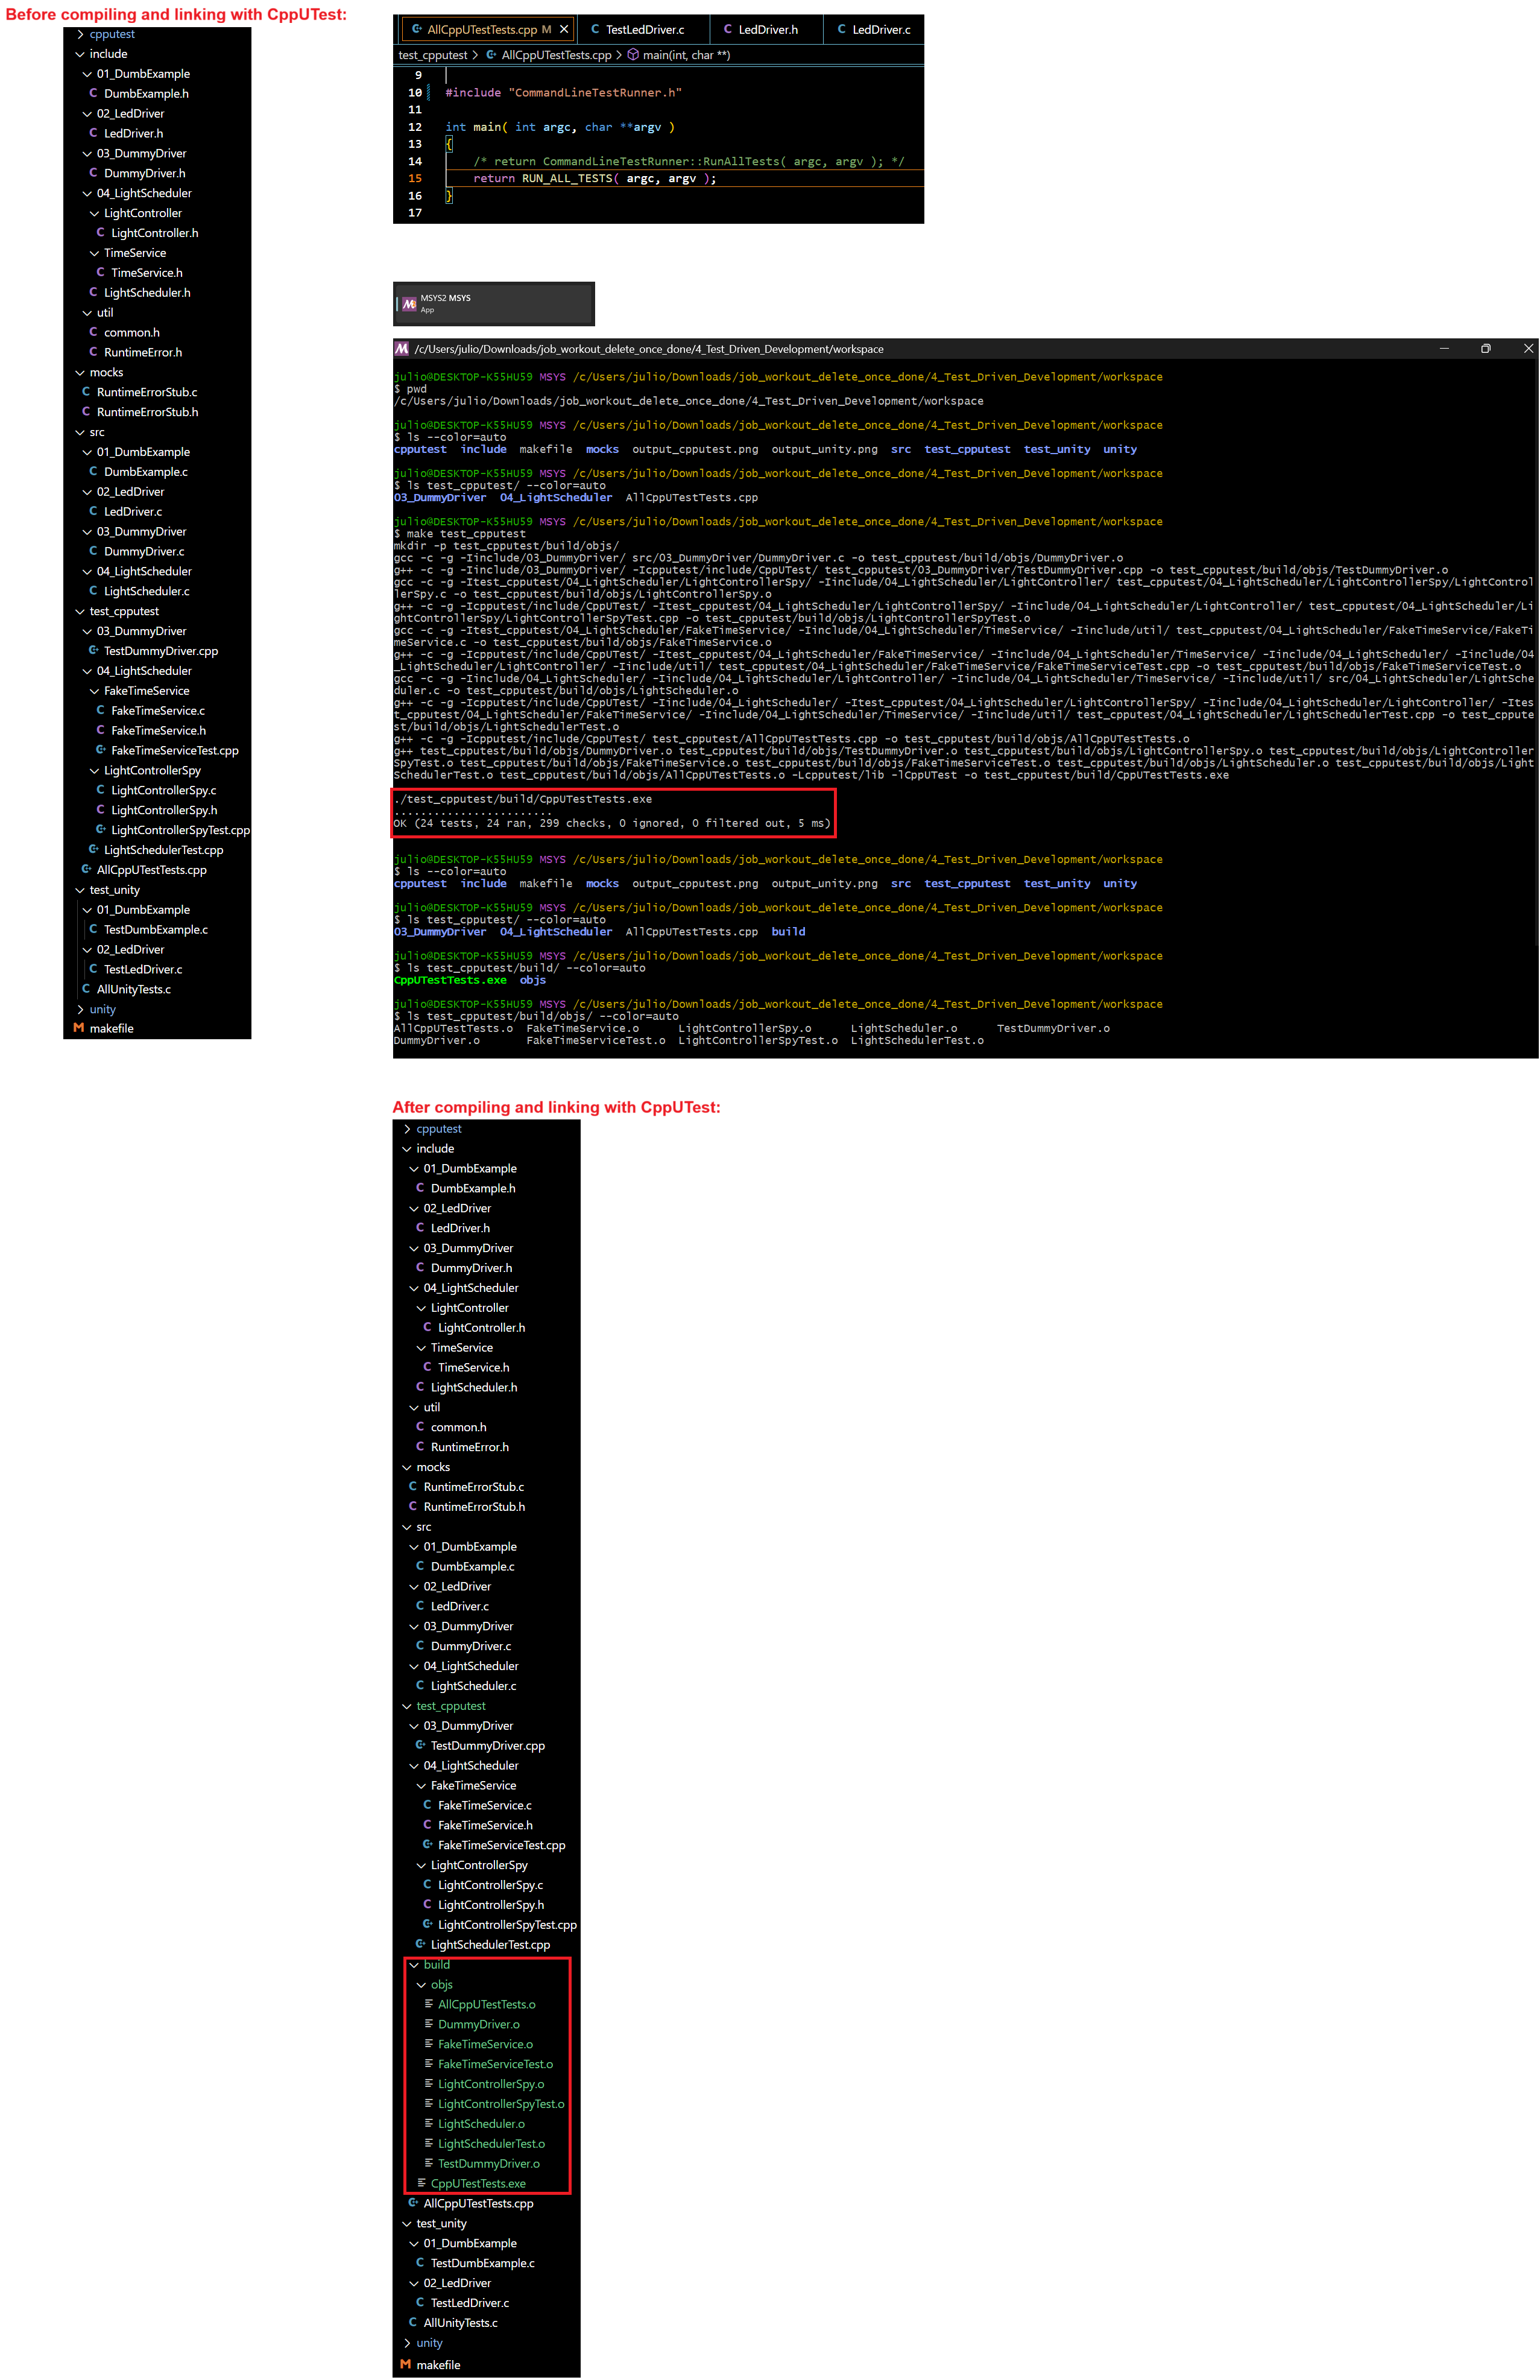 Before compiling and linking with CppUTest:
cpputest
include
01_DumbExample
DumbExample.h
02_LedDriver
LedDriver.h
03_DummyDriver
DummyDriver.h
04_LightScheduler
LightController
LightController.h
TimeService
TimeService.h
LightScheduler.h
util
common.h
RuntimeError.h
mocks
RuntimeErrorStub.c
RuntimeErrorStub.h
src
01_DumbExample
DumbExample.c
02_LedDriver
LedDriver.c
03_DummyDriver
DummyDriver.c
04_LightScheduler
LightScheduler.c
test_cpputest
03_DummyDriver
TestDummyDriver.cpp
04_LightScheduler
FakeTimeService
FakeTimeService.c
FakeTimeService.h
FakeTimeServiceTest.cpp
LightControllerSpy
LightControllerSpy.c
LightControllerSpy.h
LightControllerSpyTest.cpp
LightSchedulerTest.cpp
AllCppUTestTests.cpp
test_unity
01_DumbExample
TestDumbExample.c
02_LedDriver
TestLedDriver.c
AllUnityTests.c
unity
makefile
AllCppUTestTests.cpp M TestLedDriver.c LedDriver.h LedDriver.c
test_cpputest > AllCppUTestTests.cpp > main(int, char **)
9
10 #include "CommandLineTestRunner.h"
11
12 int main( int argc, char **argv )
13 {
14 /* return CommandLineTestRunner::RunAllTests( argc, argv ); */
15 return RUN_ALL_TESTS( argc, argv );
16 }
17
MSYS2 MSYS
App
/c/Users/julio/Downloads/job_workout_delete_once_done/4_Test_Driven_Development/workspace
julio@DESKTOP-K55HU59 MSYS /c/Users/julio/Downloads/job_workout_delete_once_done/4_Test_Driven_Development/workspace
$ pwd
/c/Users/julio/Downloads/job_workout_delete_once_done/4_Test_Driven_Development/workspace
julio@DESKTOP-K55HU59 MSYS /c/Users/julio/Downloads/job_workout_delete_once_done/4_Test_Driven_Development/workspace
$ ls --color=auto
cpputest include makefile mocks output_cpputest.png output_unity.png src test_cpputest test_unity unity
julio@DESKTOP-K55HU59 MSYS /c/Users/julio/Downloads/job_workout_delete_once_done/4_Test_Driven_Development/workspace
$ ls test_cpputest/ --color=auto
03_DummyDriver 04_LightScheduler AllCppUTestTests.cpp
julio@DESKTOP-K55HU59 MSYS /c/Users/julio/Downloads/job_workout_delete_once_done/4_Test_Driven_Development/workspace
$ make test_cpputest
mkdir -p test_cpputest/build/objs/
gcc -c -g -Iinclude/03_DummyDriver/ src/03_DummyDriver/DummyDriver.c -o test_cpputest/build/objs/DummyDriver.o
g++ -c -g -Iinclude/03_DummyDriver/ -Icpputest/include/CppUTest/ test_cpputest/03_DummyDriver/TestDummyDriver.cpp -o test_cpputest/build/objs/TestDummyDriver.o
gcc -c -g -Itest_cpputest/04_LightScheduler/LightControllerSpy/ -Iinclude/04_LightScheduler/LightController/ test_cpputest/04_LightScheduler/LightControllerSpy/LightControl
lerSpy.c -o test_cpputest/build/objs/LightControllerSpy.o
g++ -c -g -Icpputest/include/CppUTest/ -Itest_cpputest/04_LightScheduler/LightControllerSpy/ -Iinclude/04_LightScheduler/LightController/ test_cpputest/04_LightScheduler/Li
ghtControllerSpy/LightControllerSpyTest.cpp -o test_cpputest/build/objs/LightControllerSpyTest.o
gcc -c -g -Itest_cpputest/04_LightScheduler/FakeTimeService/ -Iinclude/04_LightScheduler/TimeService/ -Iinclude/util/ test_cpputest/04_LightScheduler/FakeTimeService/FakeTi
meService.c -o test_cpputest/build/objs/FakeTimeService.o
g++ -c -g -Icpputest/include/CppUTest/ -Itest_cpputest/04_LightScheduler/FakeTimeService/ -Iinclude/04_LightScheduler/TimeService/ -Iinclude/04_LightScheduler/ -Iinclude/04
_LightScheduler/LightController/ -Iinclude/util/ test_cpputest/04_LightScheduler/FakeTimeService/FakeTimeServiceTest.cpp -o test_cpputest/build/objs/FakeTimeServiceTest.o
gcc -c -g -Iinclude/04_LightScheduler/ -Iinclude/04_LightScheduler/LightController/ -Iinclude/04_LightScheduler/TimeService/ -Iinclude/util/ src/04_LightScheduler/LightSche
duler.c -o test_cpputest/build/objs/LightScheduler.o
g++ -c -g -Icpputest/include/CppUTest/ -Iinclude/04_LightScheduler/ -Itest_cpputest/04_LightScheduler/LightControllerSpy/ -Iinclude/04_LightScheduler/LightController/ -Ites
t_cpputest/04_LightScheduler/FakeTimeService/ -Iinclude/04_LightScheduler/TimeService/ -Iinclude/util/ test_cpputest/04_LightScheduler/LightSchedulerTest.cpp -o test_cppute
st/build/objs/LightSchedulerTest.o
g++ -c -g -Icpputest/include/CppUTest/ test_cpputest/AllCppUTestTests.cpp -o test_cpputest/build/objs/AllCppUTestTests.o
g++ test_cpputest/build/objs/DummyDriver.o test_cpputest/build/objs/TestDummyDriver.o test_cpputest/build/objs/LightControllerSpy.o test_cpputest/build/objs/LightController
SpyTest.o test_cpputest/build/objs/FakeTimeService.o test_cpputest/build/objs/FakeTimeServiceTest.o test_cpputest/build/objs/LightScheduler.o test_cpputest/build/objs/Light
SchedulerTest.o test_cpputest/build/objs/AllCppUTestTests.o -Lcpputest/lib -lCppUTest -o test_cpputest/build/CppUTestTests.exe
./test_cpputest/build/CppUTestTests.exe
........................
OK (24 tests, 24 ran, 299 checks, 0 ignored, 0 filtered out, 5 ms)
julio@DESKTOP-K55HU59 MSYS /c/Users/julio/Downloads/job_workout_delete_once_done/4_Test_Driven_Development/workspace
$ ls --color=auto
cpputest include makefile mocks output_cpputest.png output_unity.png src test_cpputest test_unity unity
julio@DESKTOP-K55HU59 MSYS /c/Users/julio/Downloads/job_workout_delete_once_done/4_Test_Driven_Development/workspace
$ ls test_cpputest/ --color=auto
03_DummyDriver 04_LightScheduler AllCppUTestTests.cpp build
julio@DESKTOP-K55HU59 MSYS /c/Users/julio/Downloads/job_workout_delete_once_done/4_Test_Driven_Development/workspace
$ ls test_cpputest/build/ --color=auto
CppUTestTests.exe objs
julio@DESKTOP-K55HU59 MSYS /c/Users/julio/Downloads/job_workout_delete_once_done/4_Test_Driven_Development/workspace
$ ls test_cpputest/build/objs/ --color=auto
AllCppUTestTests.o FakeTimeService.o LightControllerSpy.o LightScheduler.o TestDummyDriver.o
DummyDriver.o FakeTimeServiceTest.o LightControllerSpyTest.o LightSchedulerTest.o
After compiling and linking with CppUTest:
cpputest
include
01_DumbExample
DumbExample.h
02_LedDriver
LedDriver.h
03_DummyDriver
DummyDriver.h
04_LightScheduler
LightController
LightController.h
TimeService
TimeService.h
LightScheduler.h
util
common.h
RuntimeError.h
mocks
RuntimeErrorStub.c
RuntimeErrorStub.h
src
01_DumbExample
DumbExample.c
02_LedDriver
LedDriver.c
03_DummyDriver
DummyDriver.c
04_LightScheduler
LightScheduler.c
test_cpputest
03_DummyDriver
TestDummyDriver.cpp
04_LightScheduler
FakeTimeService
FakeTimeService.c
FakeTimeService.h
FakeTimeServiceTest.cpp
LightControllerSpy
LightControllerSpy.c
LightControllerSpy.h
LightControllerSpyTest.cpp
LightSchedulerTest.cpp
build
objs
AllCppUTestTests.o
DummyDriver.o
FakeTimeService.o
FakeTimeServiceTest.o
LightControllerSpy.o
LightControllerSpyTest.o
LightScheduler.o
LightSchedulerTest.o
TestDummyDriver.o
CppUTestTests.exe
AllCppUTestTests.cpp
test_unity
01_DumbExample
TestDumbExample.c
02_LedDriver
TestLedDriver.c
AllUnityTests.c
unity
makefile